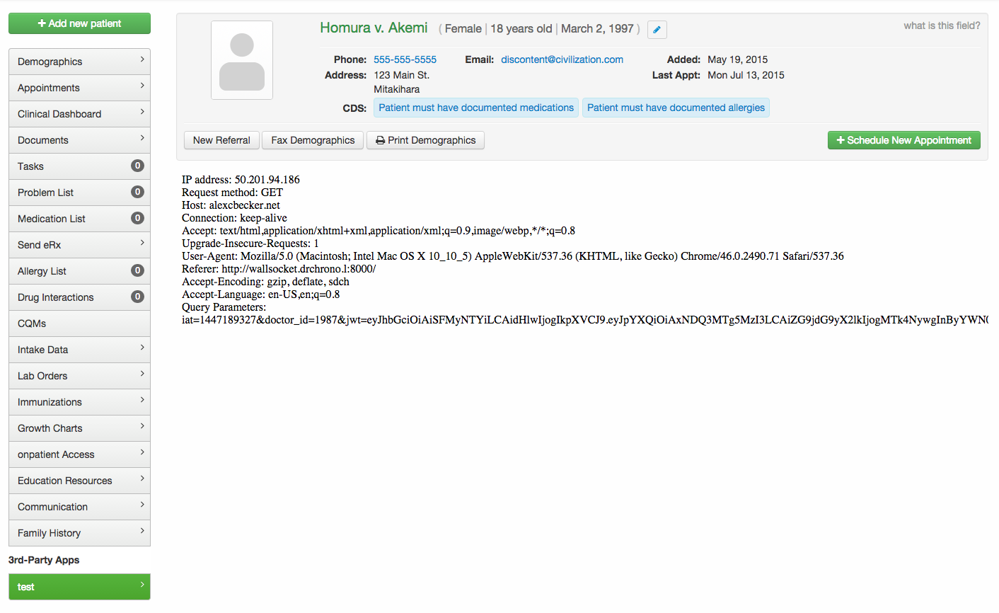 + Add new patient
Demographics
Appointments
Clinical Dashboard
Documents
Tasks 0
Problem List 0
Medication List 0
Send eRx
Allergy List 0
Drug Interactions 0
CQMs
Intake Data
Lab Orders
Immunizations
Growth Charts
onpatient Access
Education Resources
Communication
Family History
3rd-Party Apps
test
Homura v. Akemi ( Female | 18 years old | March 2, 1997 )
what is this field?
Phone: 555-555-5555 Email: discontent@civilization.com Added: May 19, 2015
Address: 123 Main St. Last Appt: Mon Jul 13, 2015
Mitakihara
CDS: Patient must have documented medications Patient must have documented allergies
New Referral Fax Demographics Print Demographics + Schedule New Appointment
IP address: 50.201.94.186
Request method: GET
Host: alexcbecker.net
Connection: keep-alive
Accept: text/html,application/xhtml+xml,application/xml;q=0.9,image/webp,*/*;q=0.8
Upgrade-Insecure-Requests: 1
User-Agent: Mozilla/5.0 (Macintosh; Intel Mac OS X 10_10_5) AppleWebKit/537.36 (KHTML, like Gecko) Chrome/46.0.2490.71 Safari/537.36
Referer: http://wallsocket.drchrono.l:8000/
Accept-Encoding: gzip, deflate, sdch
Accept-Language: en-US,en;q=0.8
Query Parameters:
iat=1447189327&doctor_id=1987&jwt=eyJhbGciOiAiSFMyNTYiLCAidHlwIjogIkpXVCJ9.eyJpYXQiOiAxNDQ3MTg5MzI3LCAiZG9jdG9yX2lkIjogMTk4NywgInByYWN0